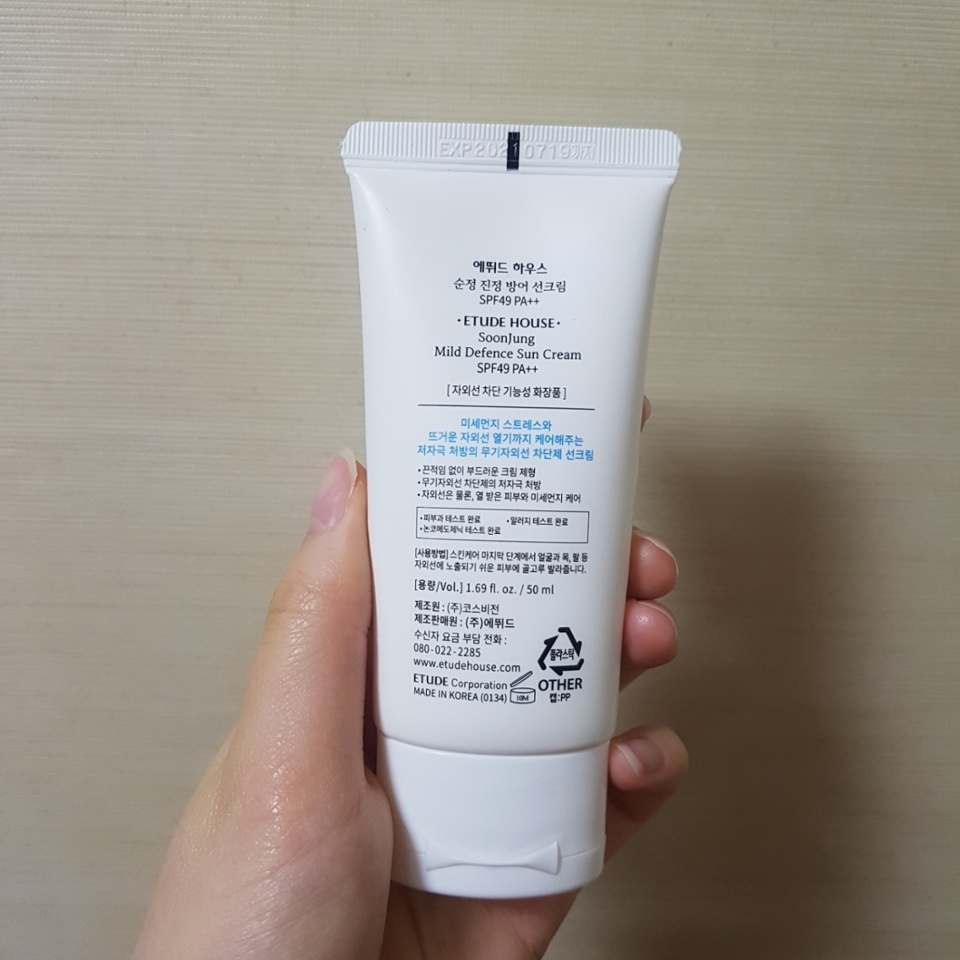 EXP20210719까지
에뛰드 하우스
순정 진정 방어 선크림
SPF49 PA++
·ETUDE HOUSE·
SoonJung
Mild Defence Sun Cream
SPF49 PA++
[ 자외선 차단 기능성 화장품 ]
미세먼지 스트레스와
뜨거운 자외선 열기까지 케어해주는
저자극 처방의 무기자외선 차단제 선크림
•끈적임 없이 부드러운 크림 제형
•무기자외선 차단제의 저자극 처방
•자외선은 물론, 열 받은 피부와 미세먼지 케어
•피부과 테스트 완료 •알러지 테스트 완료
•논코메도제닉 테스트 완료
[사용방법] 스킨케어 마지막 단계에서 얼굴과 목, 팔 등
자외선에 노출되기 쉬운 피부에 골고루 발라줍니다.
[용량/Vol.] 1.69 fl. oz. / 50 ml
제조원 : (주)코스비전
제조판매원 : (주)에뛰드
수신자 요금 부담 전화 :
080-022-2285
www.etudehouse.com
ETUDE Corporation
MADE IN KOREA (0134)
10M
플라스틱
OTHER
캡:PP